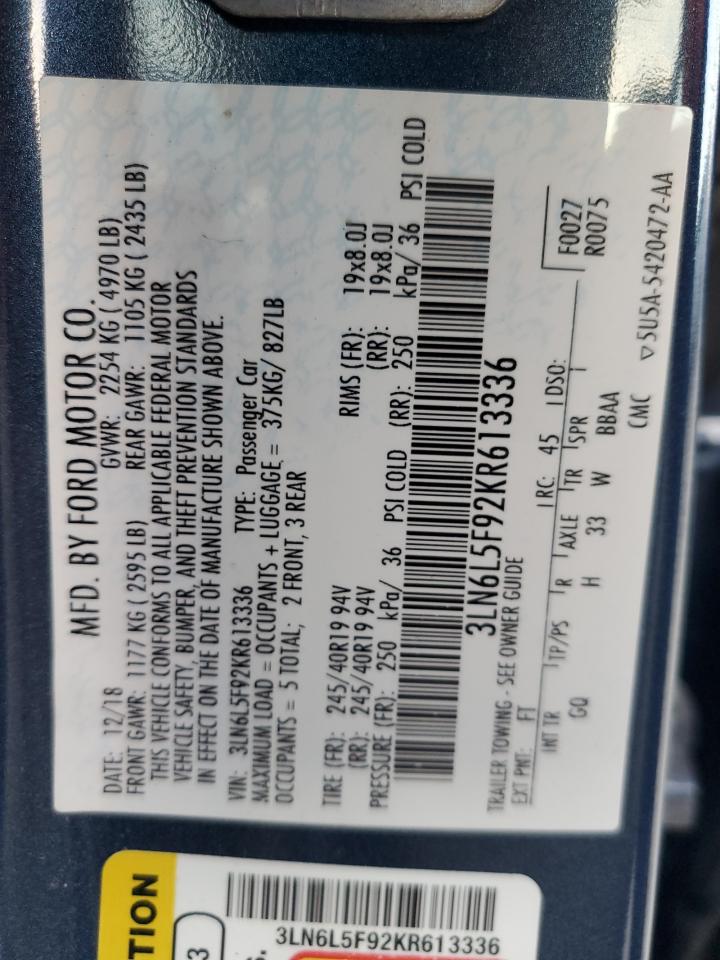 MFD. BY FORD MOTOR CO.
DATE: 12/18 GVWR: 2254 KG ( 4970 LB)
FRONT GAWR: 1177 KG ( 2595 LB) REAR GAWR: 1105 KG ( 2435 LB)
THIS VEHICLE CONFORMS TO ALL APPLICABLE FEDERAL MOTOR
VEHICLE SAFETY, BUMPER, AND THEFT PREVENTION STANDARDS
IN EFFECT ON THE DATE OF MANUFACTURE SHOWN ABOVE.
VIN: 3LN6L5F92KR613336 TYPE: Passenger Car
MAXIMUM LOAD = OCCUPANTS + LUGGAGE = 375KG/ 827LB
OCCUPANTS = 5 TOTAL; 2 FRONT, 3 REAR
TIRE (FR): 245/40R19 94V RIMS (FR): 19x8.0J
(RR): 245/40R19 94V (RR): 19x8.0J
PRESSURE (FR): 250 kPa/ 36 PSI COLD (RR): 250 kPa/ 36 PSI COLD
3LN6L5F92KR613336
TRAILER TOWING - SEE OWNER GUIDE
EXT PNT: FT RC: 45 DSO: F0027
R0075
INT TR TP/PS R AXLE TR SPR
GQ H 33 W BBAA
CMC
▽5U5A-5420472-AA
TION
3
S.
3LN6L5F92KR613336